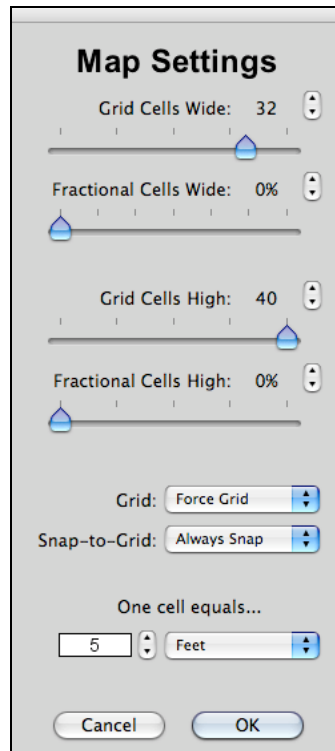 Map Settings
Grid Cells Wide: 32
Fractional Cells Wide: 0%
Grid Cells High: 40
Fractional Cells High: 0%
Grid: Force Grid
Snap-to-Grid: Always Snap
One cell equals...
5 Feet
Cancel OK